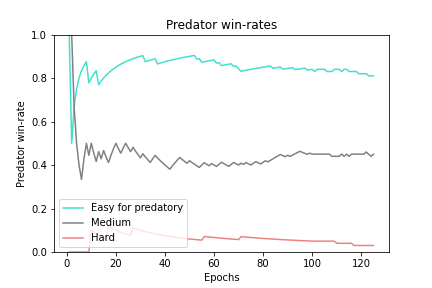 Predator win-rates
Predator win-rate
1.0
0.8
0.6
0.4
0.2
0.0
Easy for predatory
Medium
Hard
0
20
40
60
80
100
120
Epochs